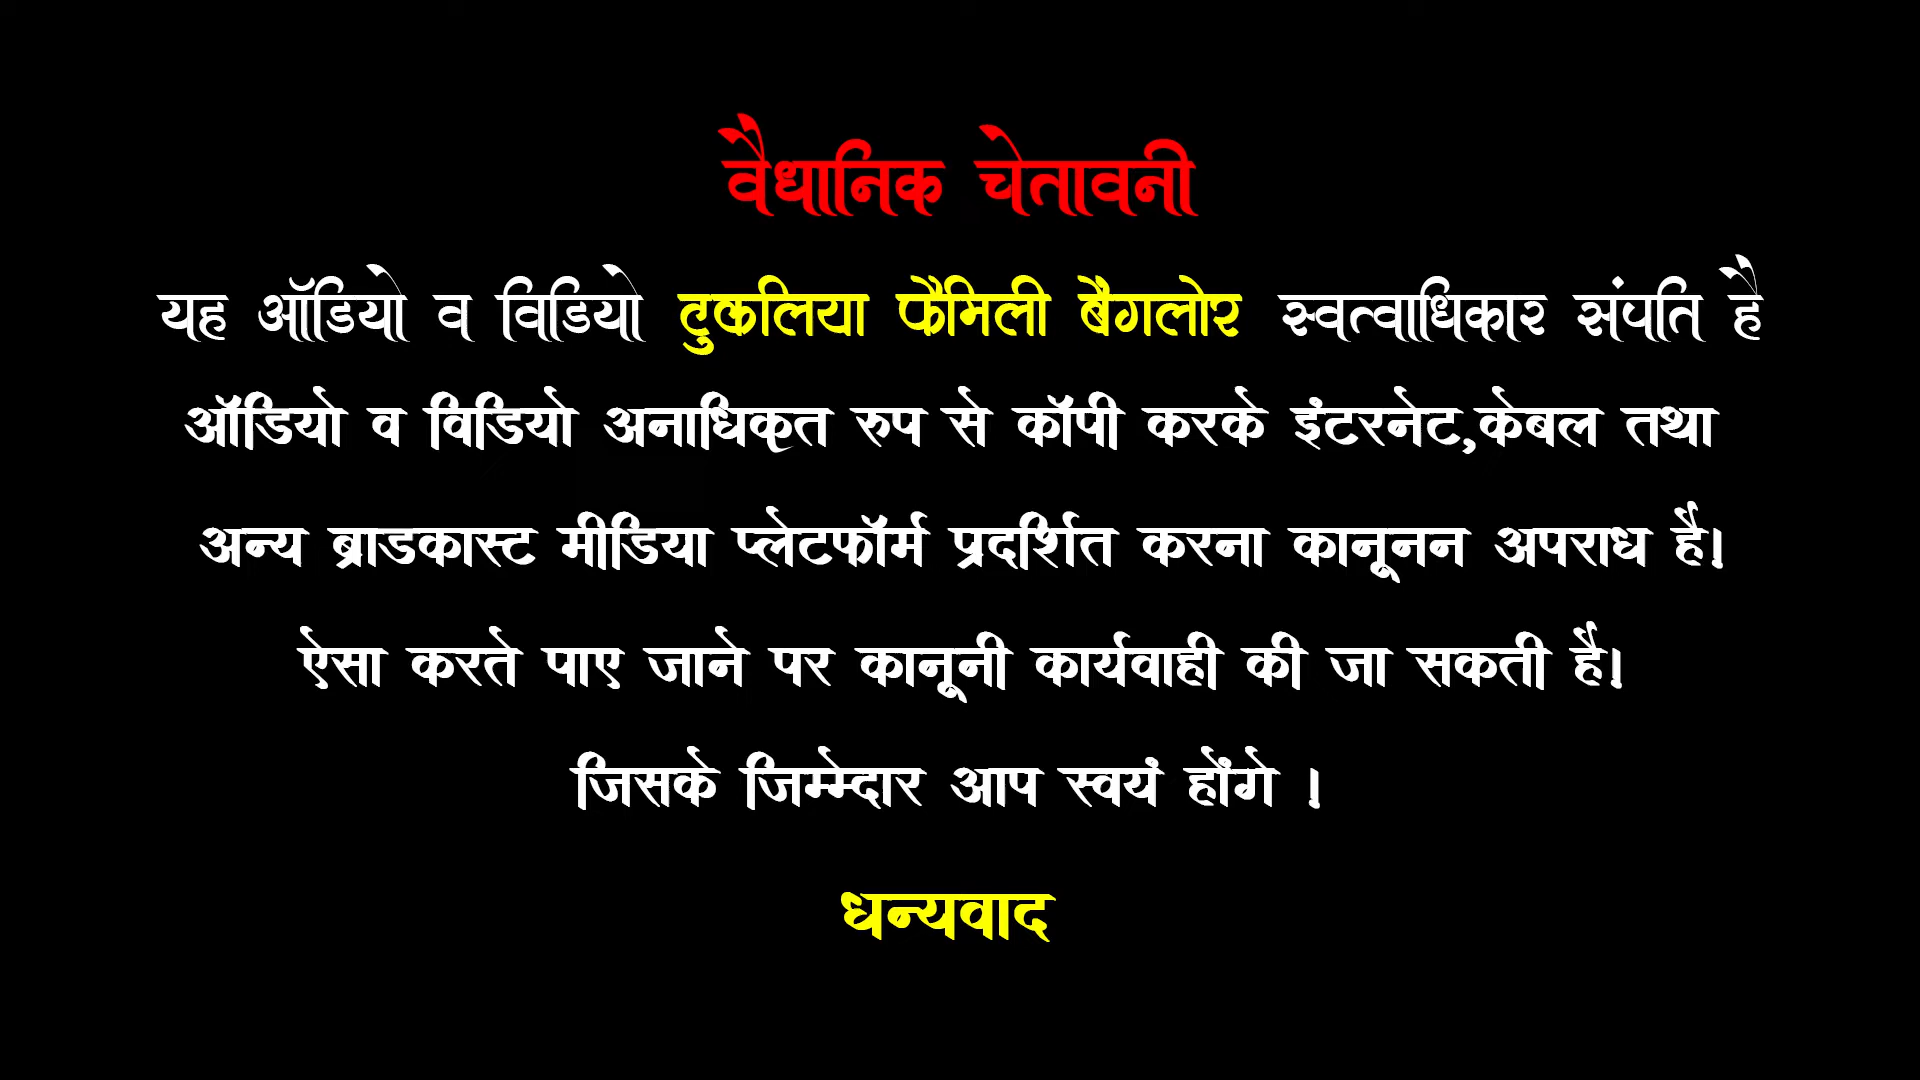 वैधानिक चेतावनी
यह ऑडियो व विडियो टुकलिया फैमिली बैगलोर स्वत्वाधिकार संपति है
ऑडियो व विडियो अनाधिकृत रुप से कॉपी करके इंटरनेट,केबल तथा
अन्य ब्राडकास्ट मीडिया प्लेटफॉर्म प्रदर्शित करना कानूनन अपराध है।
ऐसा करते पाए जाने पर कानूनी कार्यवाही की जा सकती है।
जिसके जिम्मेदार आप स्वयं होंगे ।
धन्यवाद